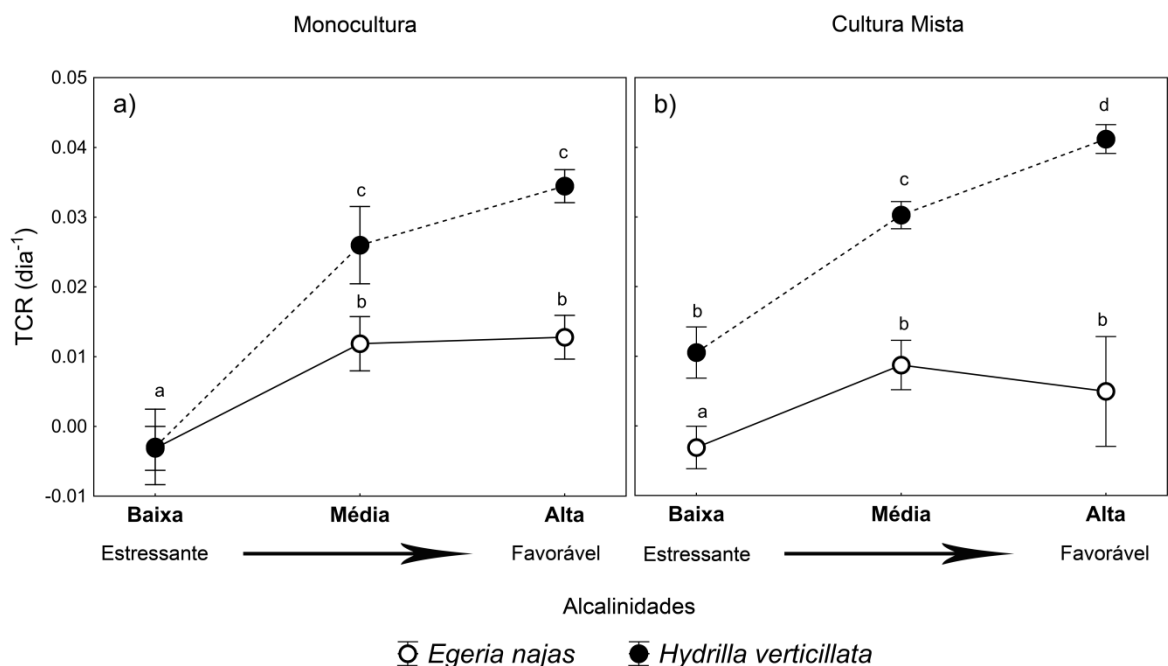 Monocultura
Cultura Mista
TCR (dia⁻¹)
0.05
0.04
0.03
0.02
0.01
0.00
-0.01
a)
c
c
b
b
a
b)
d
c
b
b
b
a
Baixa Média Alta
Estressante Favorável
Baixa Média Alta
Estressante Favorável
Alcalinidades
Egeria najas Hydrilla verticillata